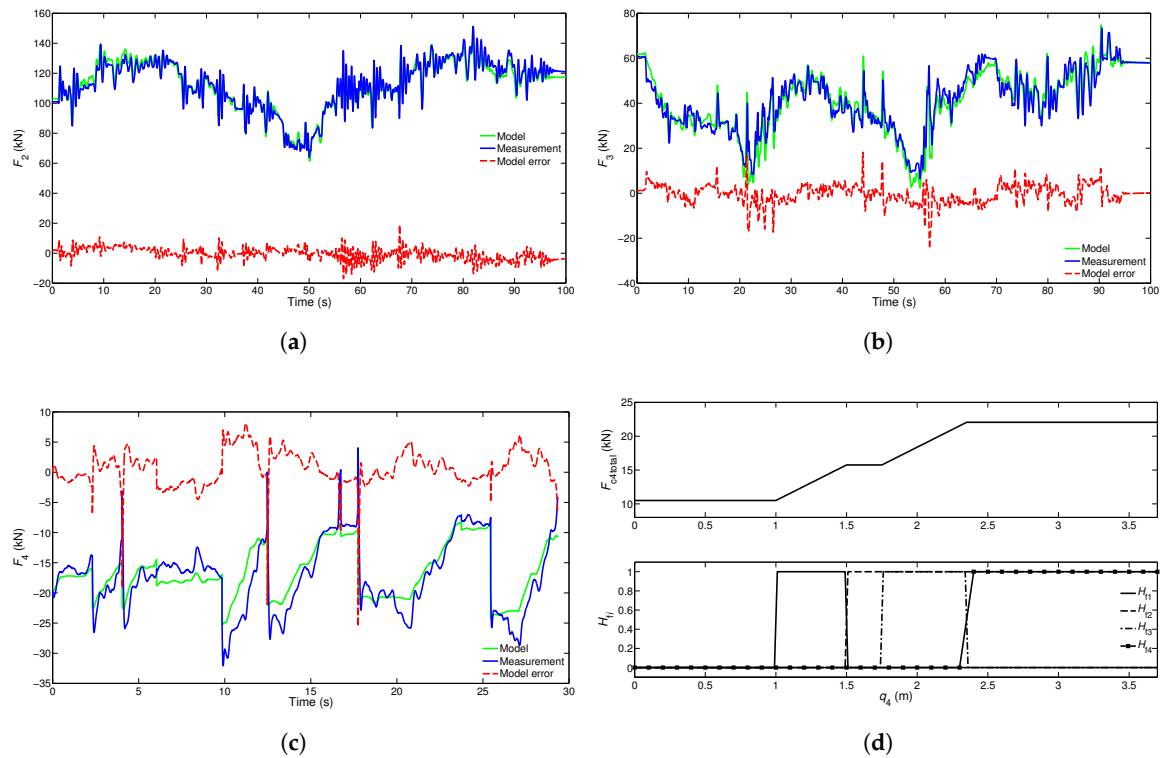 160
140
120
100
80
60
40
20
0
−20
F2 (kN)
0 10 20 30 40 50 60 70 80 90 100
Time (s)
Model
Measurement
Model error
(a)
80
60
40
20
0
−20
−40
F3 (kN)
0 10 20 30 40 50 60 70 80 90 100
Time (s)
Model
Measurement
Model error
(b)
10
5
0
−5
−10
−15
−20
−25
−30
−35
F4 (kN)
0 5 10 15 20 25 30
Time (s)
Model
Measurement
Model error
(c)
25
20
15
10
Fc4total (kN)
0 0.5 1 1.5 2 2.5 3 3.5
1
0.8
0.6
0.4
0.2
0
Hfi
0 0.5 1 1.5 2 2.5 3 3.5
q4 (m)
Hf1
Hf2
Hf3
Hf4
(d)